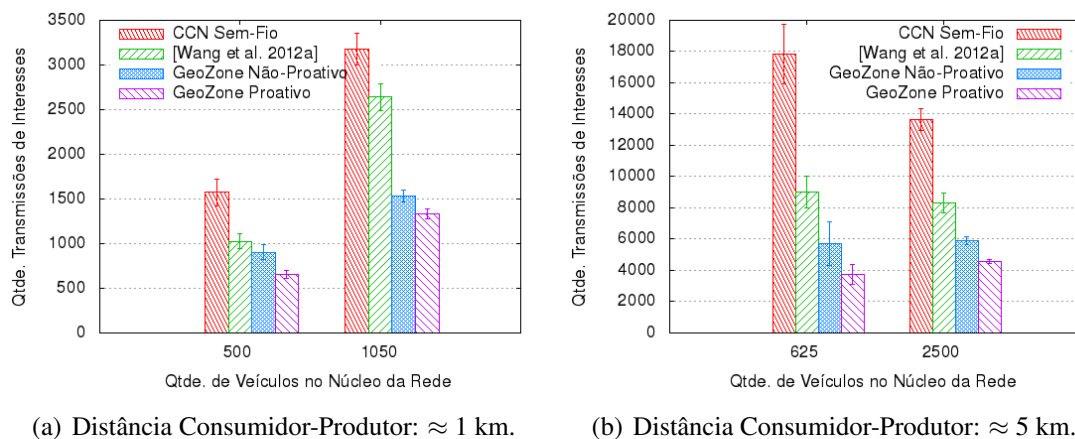 3500
3000
2500
2000
1500
1000
500
0
Qtde. Transmissões de Interesses
CCN Sem-Fio
[Wang et al. 2012a]
GeoZone Não-Proativo
GeoZone Proativo
500 1050
Qtde. de Veículos no Núcleo da Rede
(a) Distância Consumidor-Produtor: ≈ 1 km.
20000
18000
16000
14000
12000
10000
8000
6000
4000
2000
0
Qtde. Transmissões de Interesses
CCN Sem-Fio
[Wang et al. 2012a]
GeoZone Não-Proativo
GeoZone Proativo
625 2500
Qtde. de Veículos no Núcleo da Rede
(b) Distância Consumidor-Produtor: ≈ 5 km.